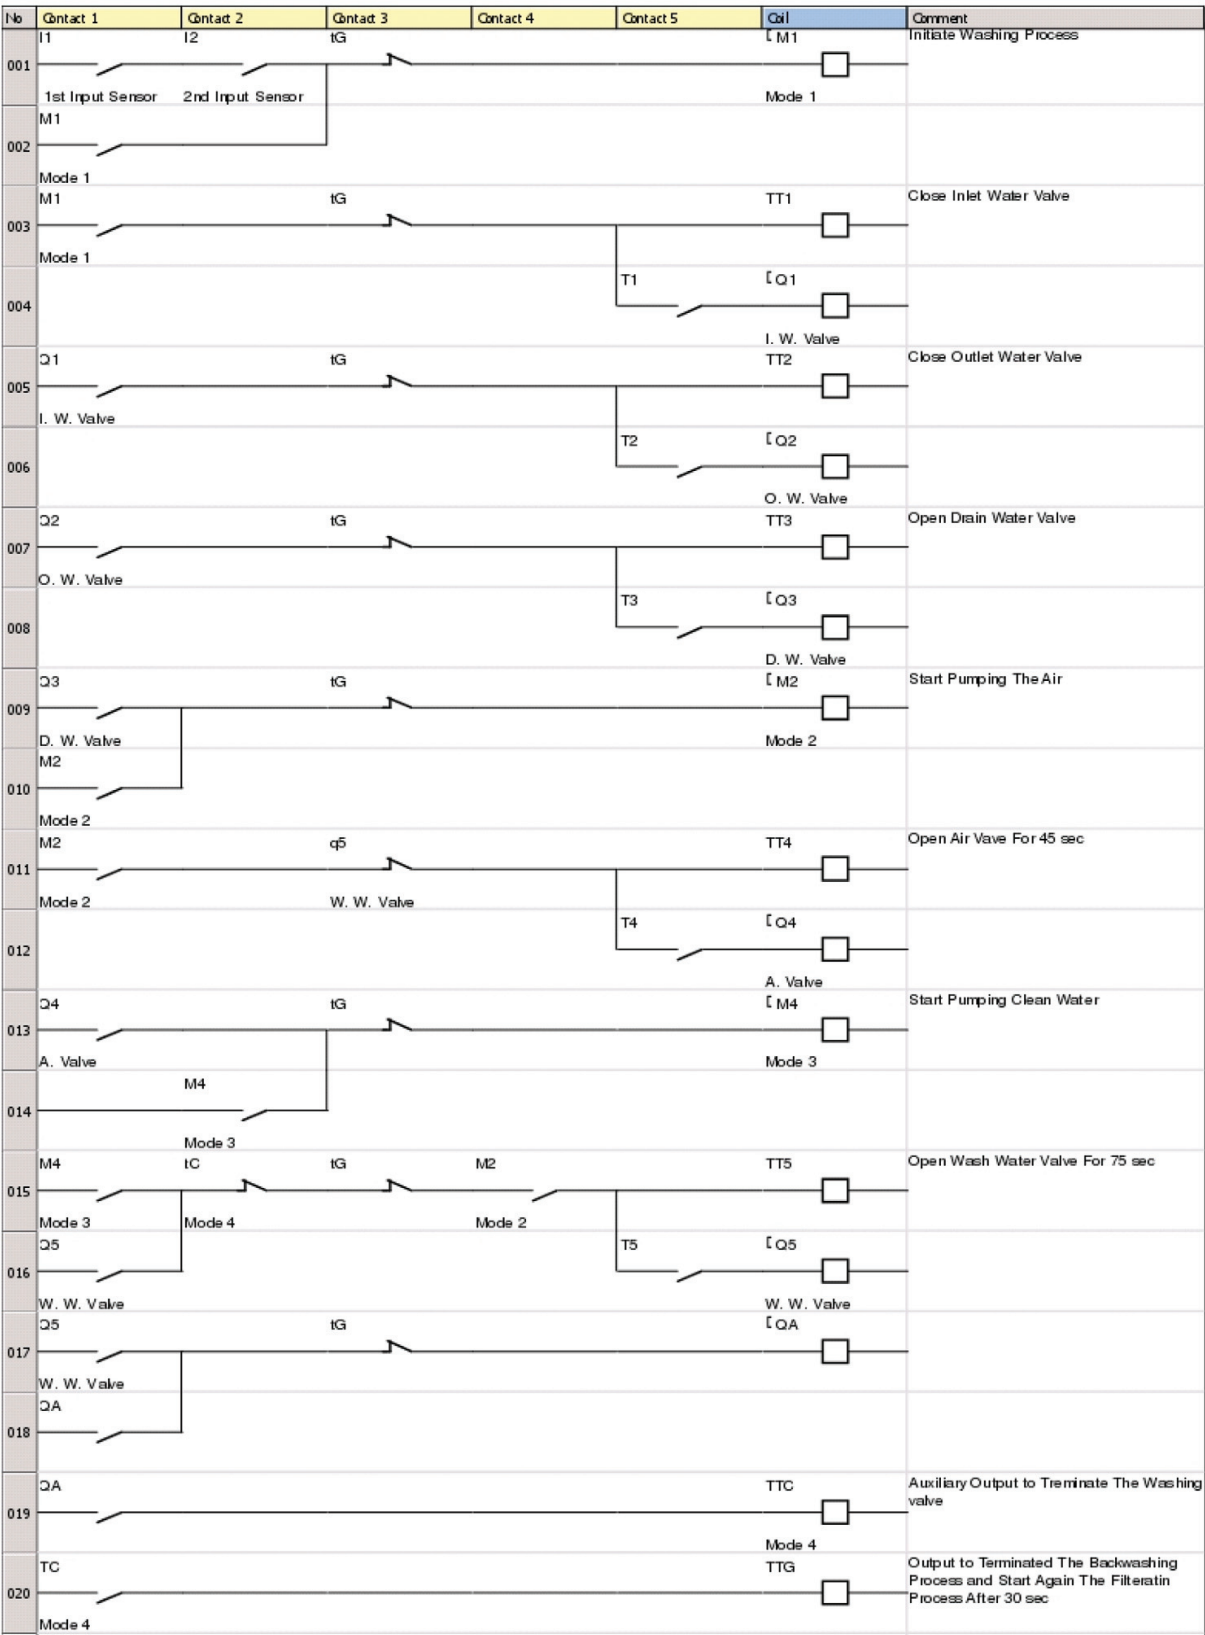 No Contact 1 Contact 2 Contact 3 Contact 4 Contact 5 Coil Comment
I1 I2 tG [ M1 Initiate Washing Process
001
1st Input Sensor 2nd Input Sensor Mode 1
M1
002
Mode 1
M1 tG TT1 Close Inlet Water Valve
003
Mode 1
T1 [ Q1
004
I. W. Valve
Q1 tG TT2 Close Outlet Water Valve
005
I. W. Valve
T2 [ Q2
006
O. W. Valve
Q2 tG TT3 Open Drain Water Valve
007
O. W. Valve
T3 [ Q3
008
D. W. Valve
Q3 tG [ M2 Start Pumping The Air
009
D. W. Valve Mode 2
M2
010
Mode 2
M2 q5 TT4 Open Air Vave For 45 sec
011
Mode 2 W. W. Valve
T4 [ Q4
012
A. Valve
Q4 tG [ M4 Start Pumping Clean Water
013
A. Valve Mode 3
M4
014
Mode 3
M4 tC tG M2 TT5 Open Wash Water Valve For 75 sec
015
Mode 3 Mode 4 Mode 2
Q5 T5 [ Q5
016
W. W. Valve W. W. Valve
Q5 tG [ QA
017
W. W. Valve
QA
018
QA TTC Auxiliary Output to Treminate The Washing
valve
019
Mode 4
TC TTG Output to Terminated The Backwashing
Process and Start Again The Filteratin
020
Process After 30 sec
Mode 4